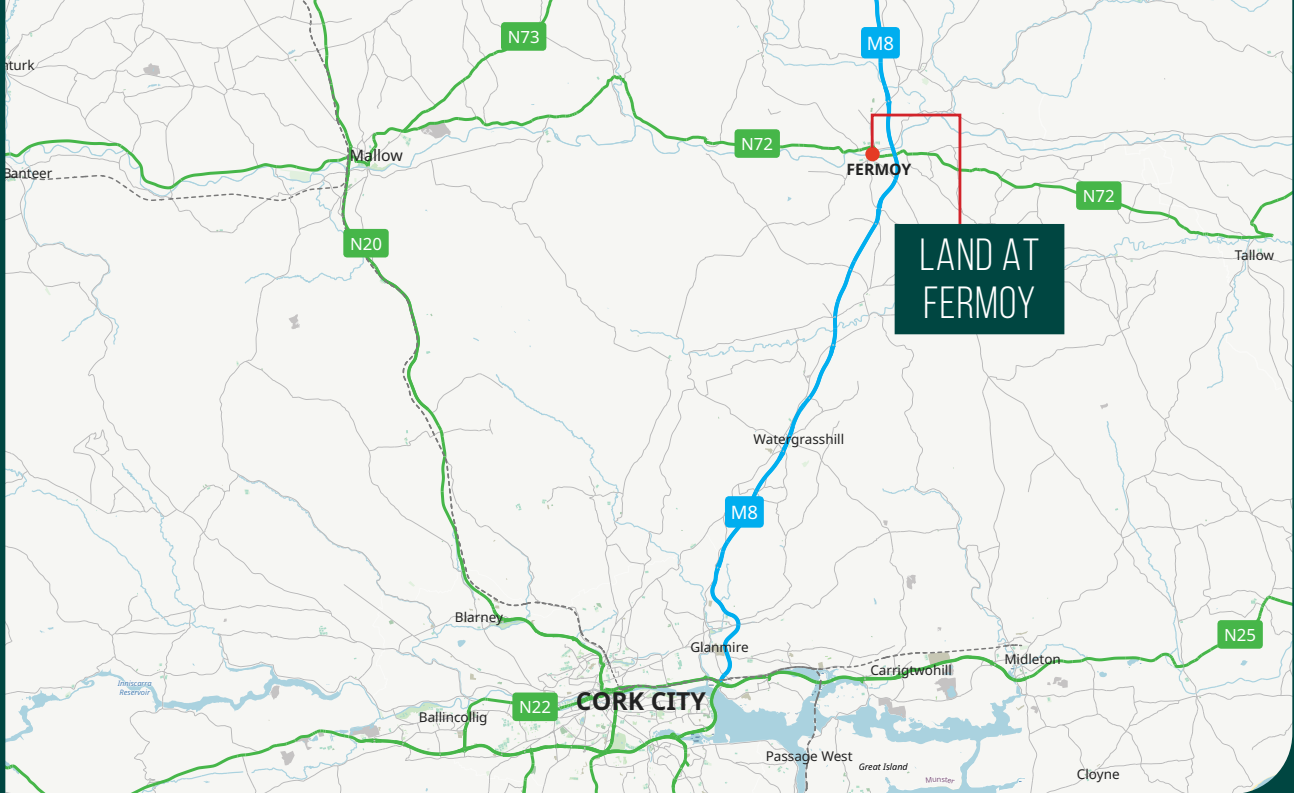 N73
M8
nturk
N72
Mallow
FERMOY
Banteer
N72
N20
LAND AT
FERMOY
Tallow
Watergrasshill
M8
Blarney
N25
Glanmire
Midleton
Carrigtwohill
Inniscarra
Reservoir
CORK CITY
N22
Ballincollig
Passage West
Great Island
Cloyne
Munster